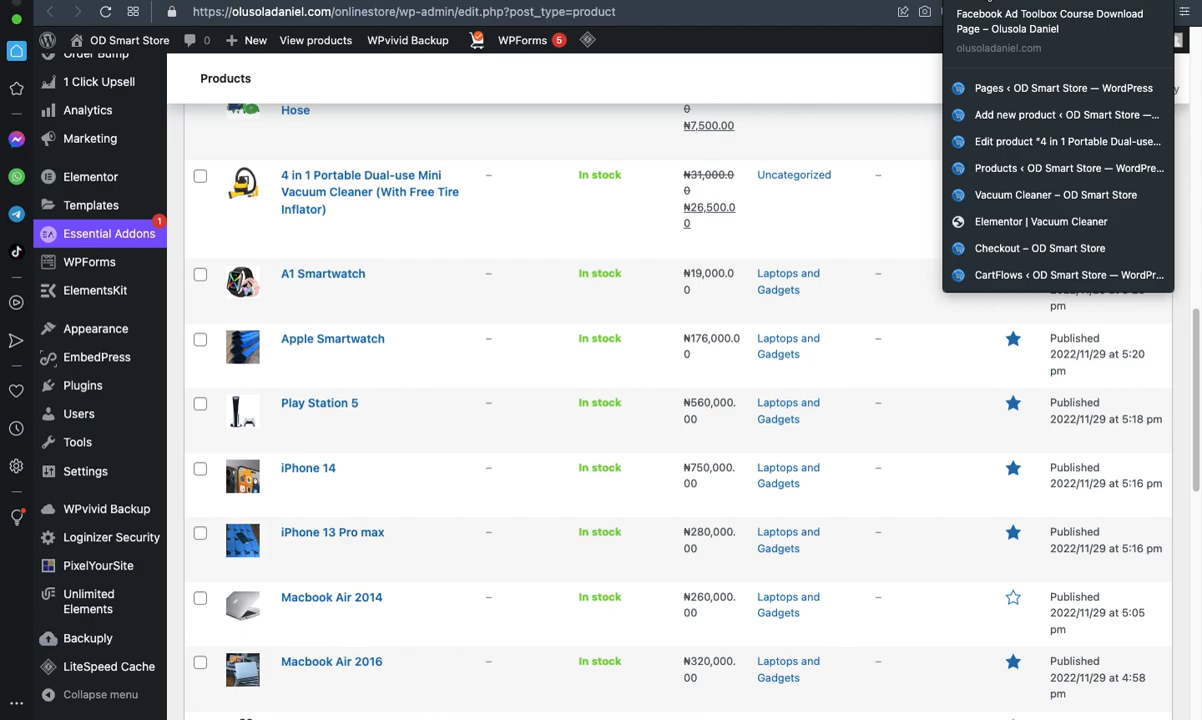 https://olusoladaniel.com/onlinestore/wp-admin/edit.php?post_type=product
OD Smart Store
0
New
View products
WPvivid Backup
WPForms
5
1 Click Upsell
Analytics
Marketing
Elementor
Templates
Essential Addons
1
WPForms
ElementsKit
Appearance
EmbedPress
Plugins
Users
Tools
Settings
WPvivid Backup
Loginizer Security
PixelYourSite
Unlimited
Elements
Backuply
LiteSpeed Cache
Collapse menu
Products
Facebook Ad Toolbox Course Download
Page – Olusola Daniel
olusoladaniel.com
Pages ‹ OD Smart Store — WordPress
Add new product ‹ OD Smart Store —...
Edit product "4 in 1 Portable Dual-use...
Products ‹ OD Smart Store — WordPre...
Vacuum Cleaner – OD Smart Store
Elementor | Vacuum Cleaner
Checkout – OD Smart Store
CartFlows ‹ OD Smart Store — WordPr...
Hose
0
₦7,500.00
4 in 1 Portable Dual-use Mini
Vacuum Cleaner (With Free Tire
Inflator)
–
In stock
₦31,000.0
0
₦26,500.0
0
Uncategorized
–
A1 Smartwatch
–
In stock
₦19,000.0
0
Laptops and
Gadgets
–
pm
Apple Smartwatch
–
In stock
₦176,000.0
0
Laptops and
Gadgets
–
Published
2022/11/29 at 5:20
pm
Play Station 5
–
In stock
₦560,000.
00
Laptops and
Gadgets
–
Published
2022/11/29 at 5:18 pm
iPhone 14
–
In stock
₦750,000.
00
Laptops and
Gadgets
–
Published
2022/11/29 at 5:16 pm
iPhone 13 Pro max
–
In stock
₦280,000.
00
Laptops and
Gadgets
–
Published
2022/11/29 at 5:16 pm
Macbook Air 2014
–
In stock
₦260,000.
00
Laptops and
Gadgets
–
Published
2022/11/29 at 5:05
pm
Macbook Air 2016
–
In stock
₦320,000.
00
Laptops and
Gadgets
–
Published
2022/11/29 at 4:58
pm